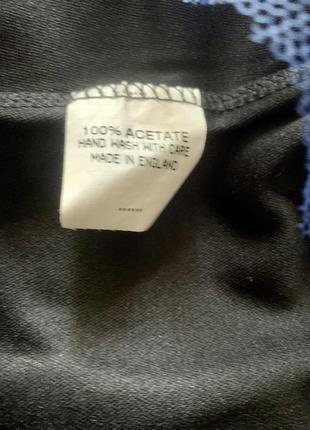 100% ACETATE
HAND WASH WITH CARE
MADE IN ENGLAND